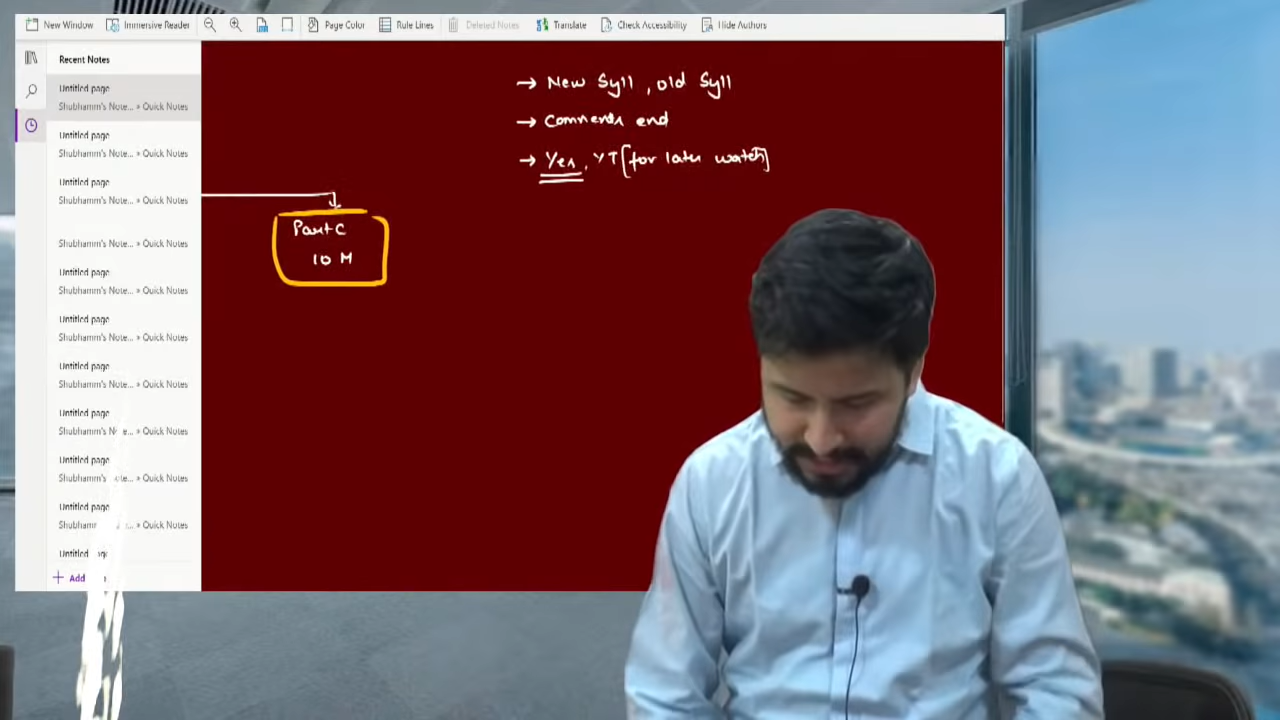 New Window Immersive Reader Page Color Rule Lines Deleted Notes Translate Check Accessibility Hide Authors
Recent Notes
Untitled page
Shubhamm's Note... » Quick Notes
Untitled page
Shubhamm's Note... » Quick Notes
Untitled page
Shubhamm's Note... » Quick Notes
Shubhamm's Note... » Quick Notes
Untitled page
Shubhamm's Note... » Quick Notes
Untitled page
Shubhamm's Note... » Quick Notes
Untitled page
Shubhamm's Note... » Quick Notes
Untitled page
» Quick Notes
Untitled page
» Quick Notes
Untitled page
» Quick Notes
Untitled
+ Add
→ New Syll, old Syll
→ Comments end
→ Yes, YT [for later watch]
Part C
10 M